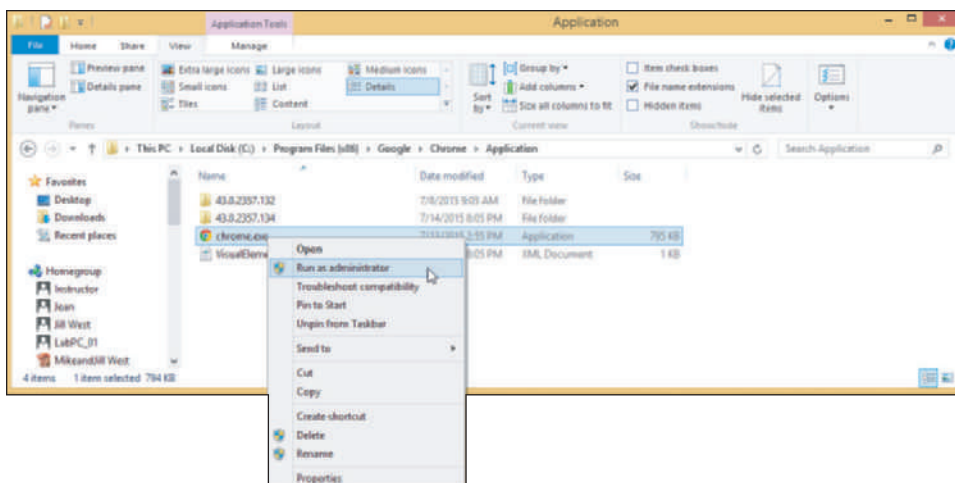 Application Tools
Application
File
Home
Share
View
Manage
Navigation pane
Preview pane
Details pane
Panes
Extra large icons
Large icons
Medium icons
Small icons
List
Details
Tiles
Content
Layout
Sort by
Group by
Add columns
Size all columns to fit
Current view
Item check boxes
File name extensions
Hidden items
Hide selected items
Show/hide
Options
This PC
Local Disk (C:)
Program Files (x86)
Google
Chrome
Application
Search Application
Favorites
Desktop
Downloads
Recent places
Homegroup
Instructor
Jean
Jill West
LabPC_01
MikeandJill West
Name
Date modified
Type
Size
43.0.2357.132
7/8/2015 9:03 AM
File folder
43.0.2357.134
7/14/2015 8:05 PM
File folder
chrome.exe
2:55 PM
Application
795 KB
VisualEleme
8:05 PM
XML Document
1 KB
Open
Run as administrator
Troubleshoot compatibility
Pin to Start
Unpin from Taskbar
Send to
Cut
Copy
Create shortcut
Delete
Rename
Properties
4 items
1 item selected 794 KB